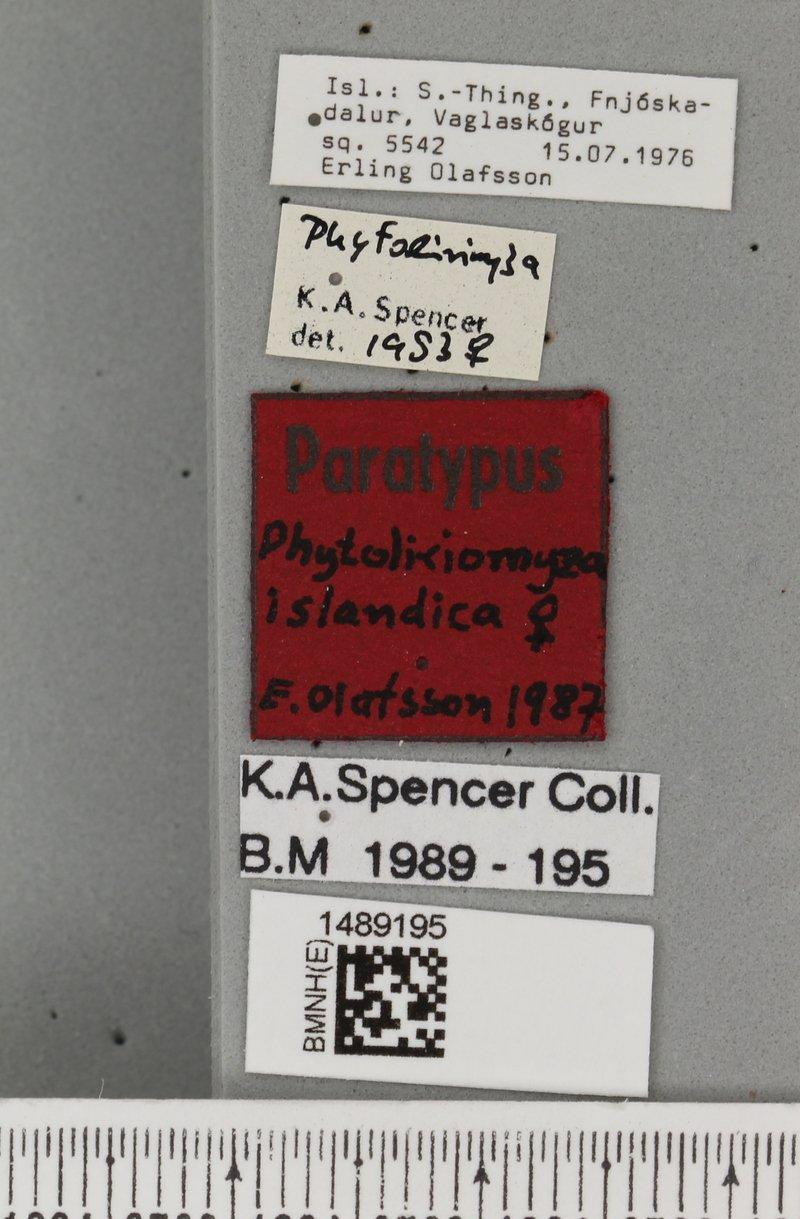 Isl.: S.-Thing., Fnjóska-
dalur, Vaglaskógur
sq. 5542 15.07.1976
Erling Olafsson
K.A. Spencer
det. 1983 ♀
Paratypus
Phytoliriomyza
islandica ♀
E. Olafsson 1987
K.A.Spencer Coll.
B.M 1989 - 195
1489195
BMNH(E)